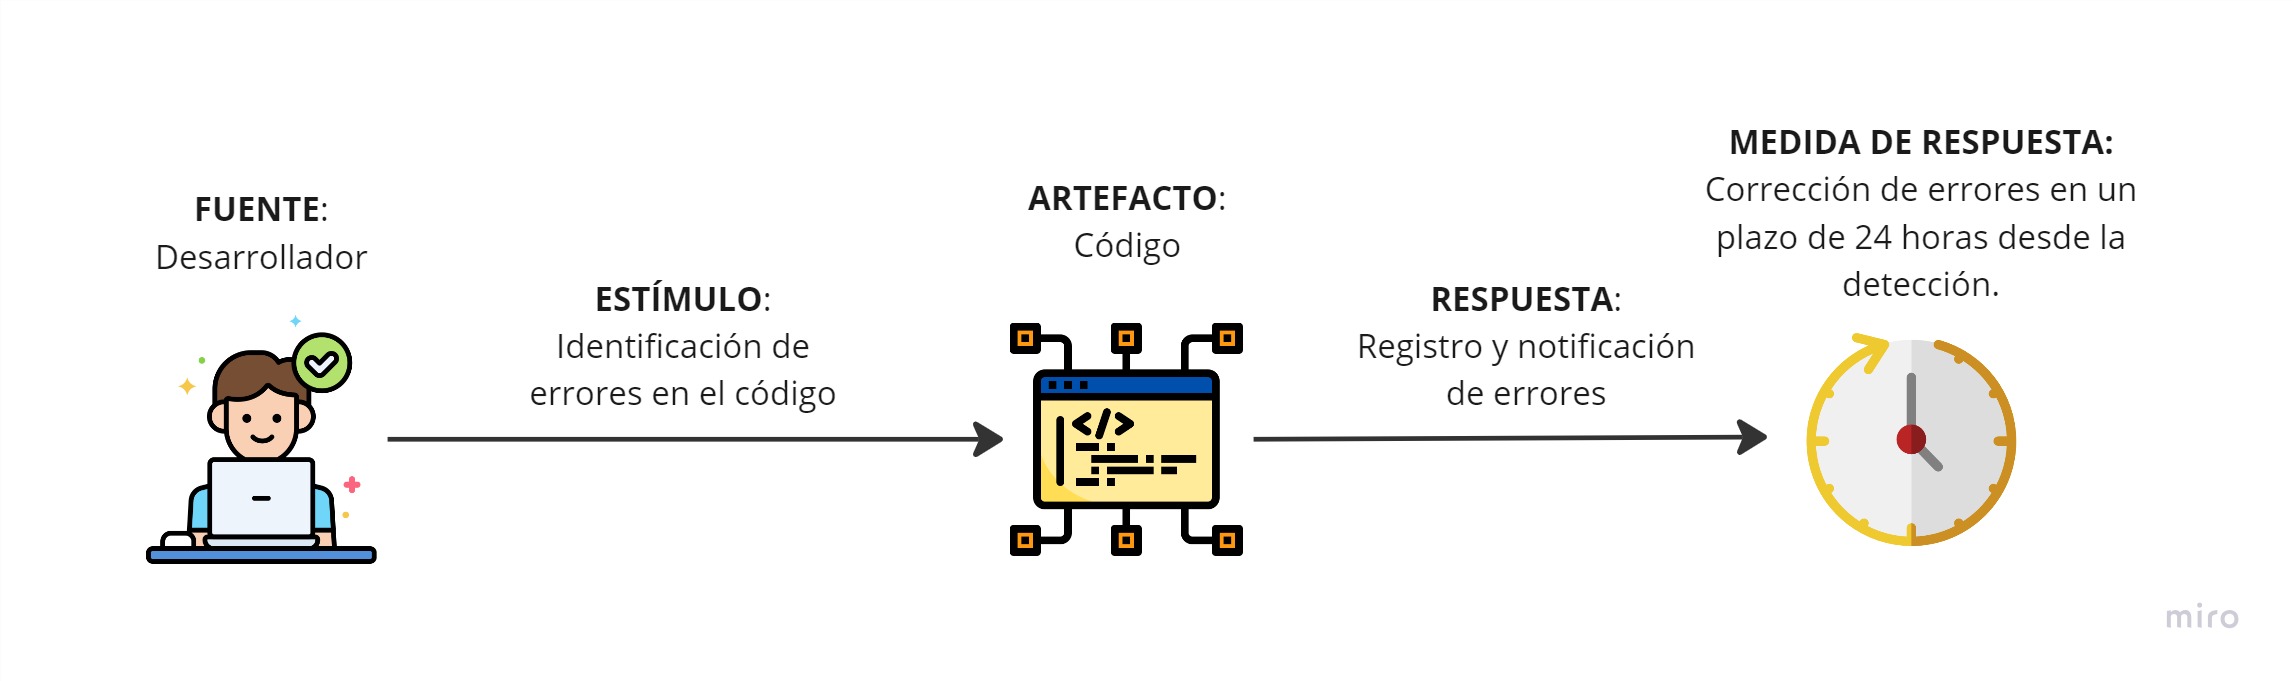 FUENTE:
Desarrollador
ESTÍMULO:
Identificación de
errores en el código
ARTEFACTO:
Código
</>
RESPUESTA:
Registro y notificación
de errores
MEDIDA DE RESPUESTA:
Corrección de errores en un
plazo de 24 horas desde la
detección.
miro